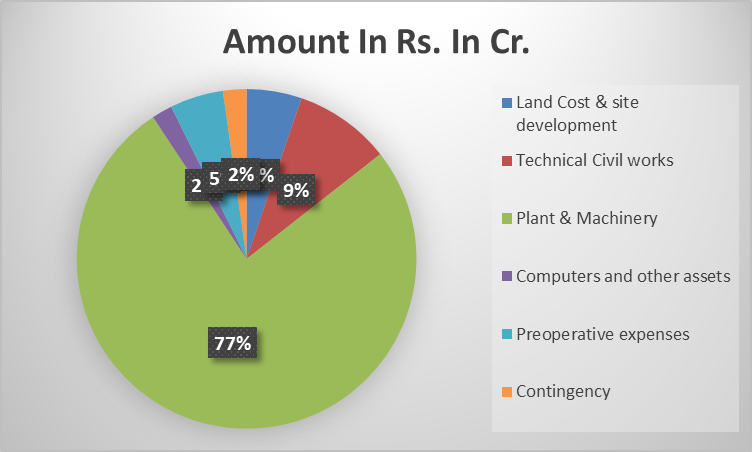 Amount In Rs. In Cr.
2 5 2% % 9%
77%
Land Cost & site
development
Technical Civil works
Plant & Machinery
Computers and other assets
Preoperative expenses
Contingency